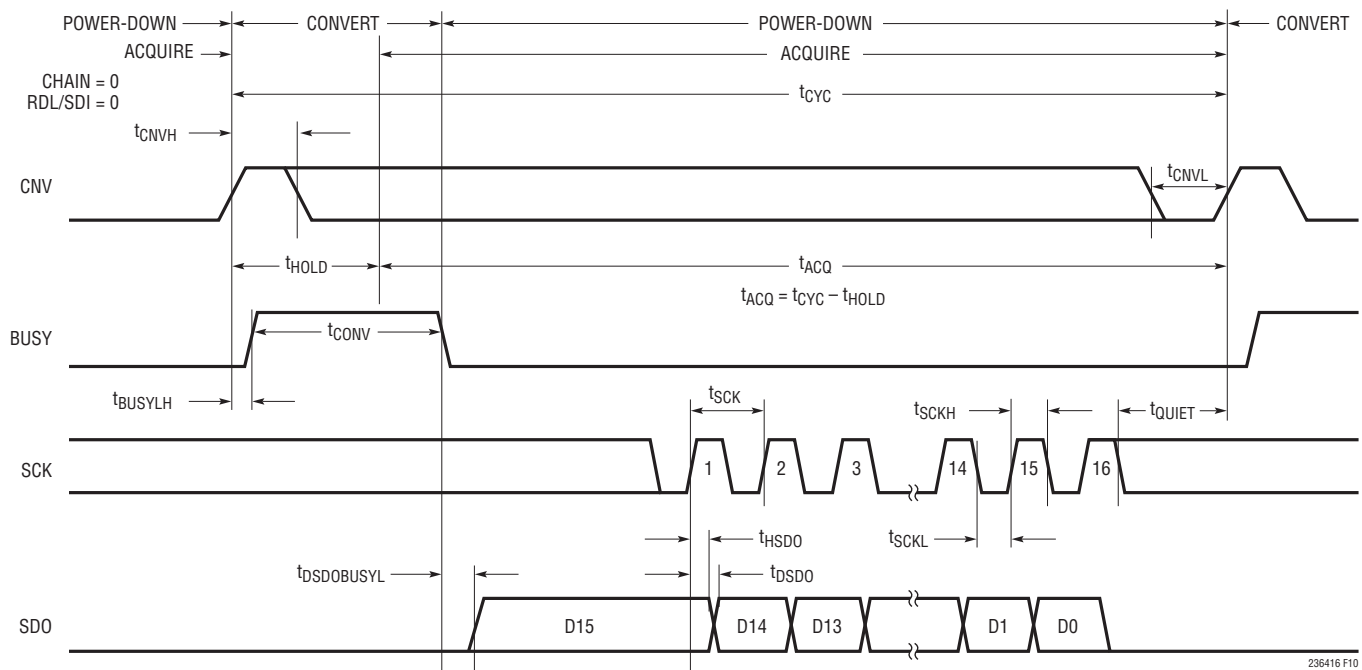 POWER-DOWN CONVERT POWER-DOWN CONVERT
ACQUIRE ACQUIRE
CHAIN = 0
RDL/SDI = 0
tCYC
tCNVH
CNV
tCNVL
tHOLD tACQ
tACQ = tCYC – tHOLD
BUSY
tCONV
tBUSYLH
tSCK
tSCKH
tQUIET
SCK
1 2 3 14 15 16
tHSDO
tSCKL
tDSDOBUSYL
tDSDO
SDO
D15 D14 D13 D1 D0
236416 F10